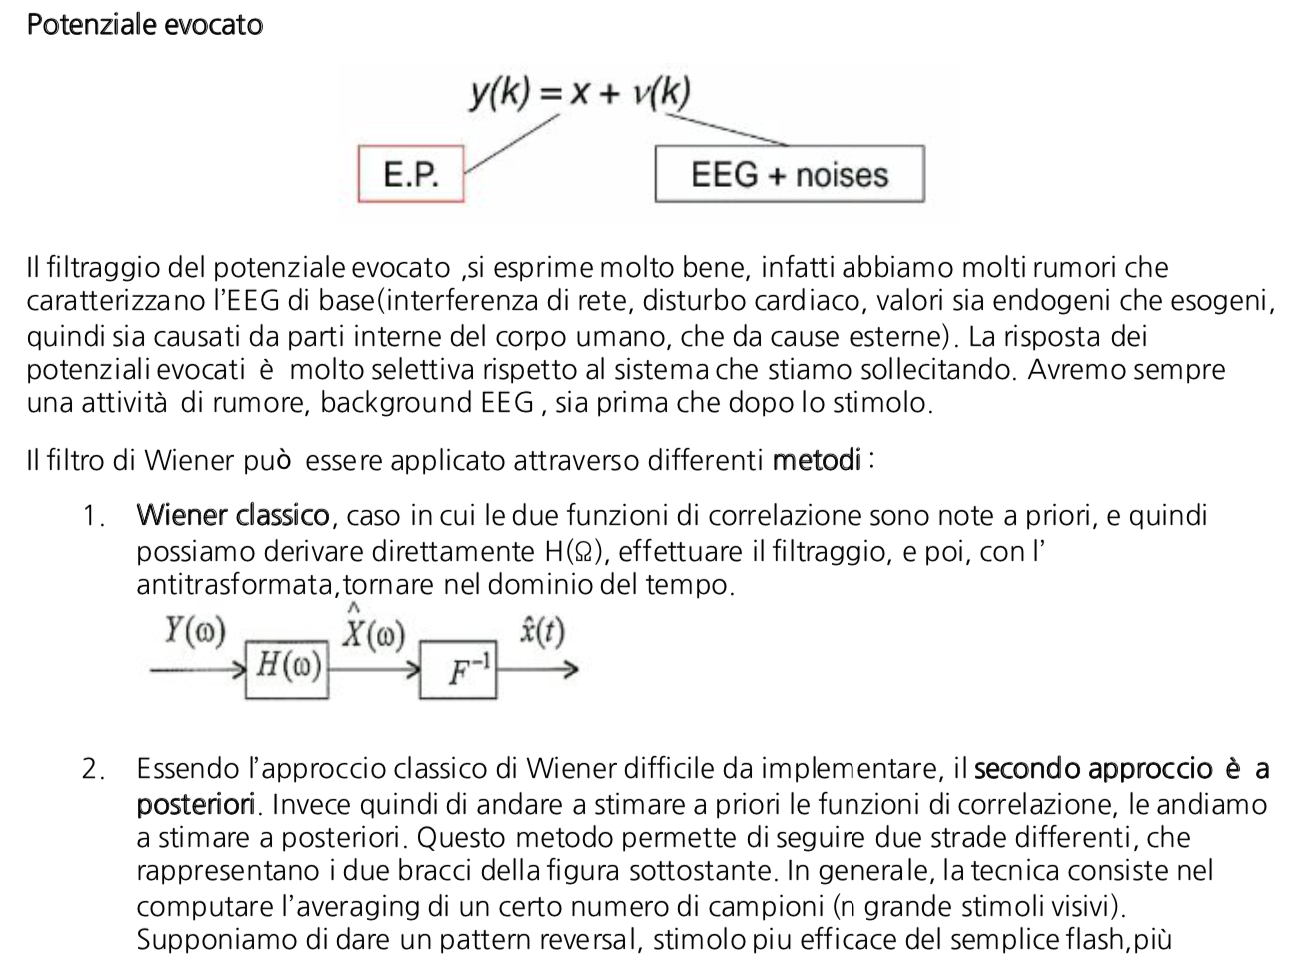 Potenziale evocato
y(k) = x + ν(k)
E.P.
EEG + noises
Il filtraggio del potenziale evocato ,si esprime molto bene, infatti abbiamo molti rumori che
caratterizzano l'EEG di base(interferenza di rete, disturbo cardiaco, valori sia endogeni che esogeni,
quindi sia causati da parti interne del corpo umano, che da cause esterne). La risposta dei
potenziali evocati è molto selettiva rispetto al sistema che stiamo sollecitando. Avremo sempre
una attività di rumore, background EEG , sia prima che dopo lo stimolo.
Il filtro di Wiener può essere applicato attraverso differenti metodi :
1. Wiener classico, caso in cui le due funzioni di correlazione sono note a priori, e quindi
possiamo derivare direttamente H(Ω), effettuare il filtraggio, e poi, con l'
antitrasformata,tornare nel dominio del tempo.
Y(ω) H(ω) X̂(ω) F⁻¹ x̂(t)
2. Essendo l'approccio classico di Wiener difficile da implementare, il secondo approccio è a
posteriori. Invece quindi di andare a stimare a priori le funzioni di correlazione, le andiamo
a stimare a posteriori. Questo metodo permette di seguire due strade differenti, che
rappresentano i due bracci della figura sottostante. In generale, la tecnica consiste nel
computare l'averaging di un certo numero di campioni (n grande stimoli visivi).
Supponiamo di dare un pattern reversal, stimolo piu efficace del semplice flash,più